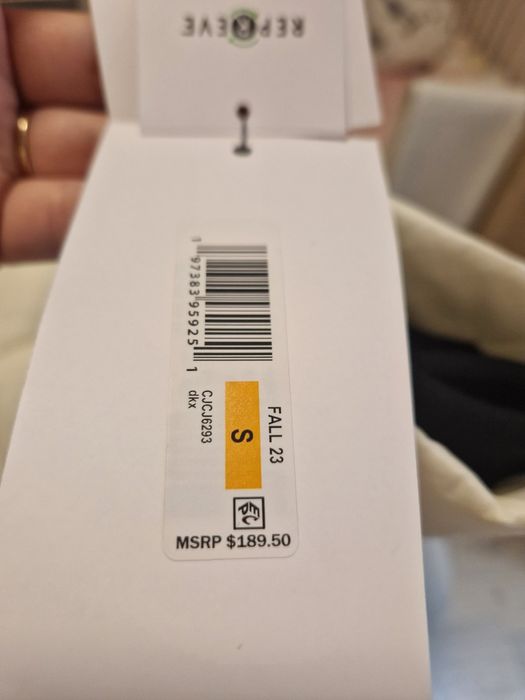 REPREVE
1 97383 95925 1
CJCJ6293
dkx
FALL 23
S
MSRP $189.50